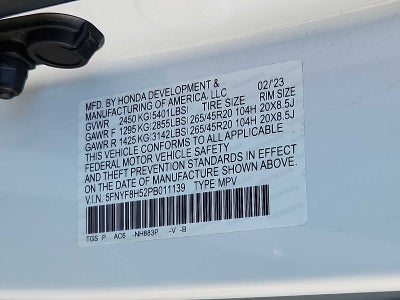 MFD. BY HONDA DEVELOPMENT & 02/'23
MANUFACTURING OF AMERICA, LLC TIRE SIZE RIM SIZE
GVWR 2450 KG(5401LBS)
GAWR F 1295 KG(2855LBS) 265/45R20 104H 20X8.5J
GAWR R 1425 KG(3142LBS) 265/45R20 104H 20X8.5J
THIS VEHICLE CONFORMS TO ALL APPLICABLE
FEDERAL MOTOR VEHICLE SAFETY
AND THEFT PREVENTION STANDARDS IN EFFECT
ON THE DATE OF MANUFACTURE SHOWN ABOVE.
V.I.N. 5FNYF8H52PB011139 TYPE MPV
TGS P AC6 -NH883P -V -B